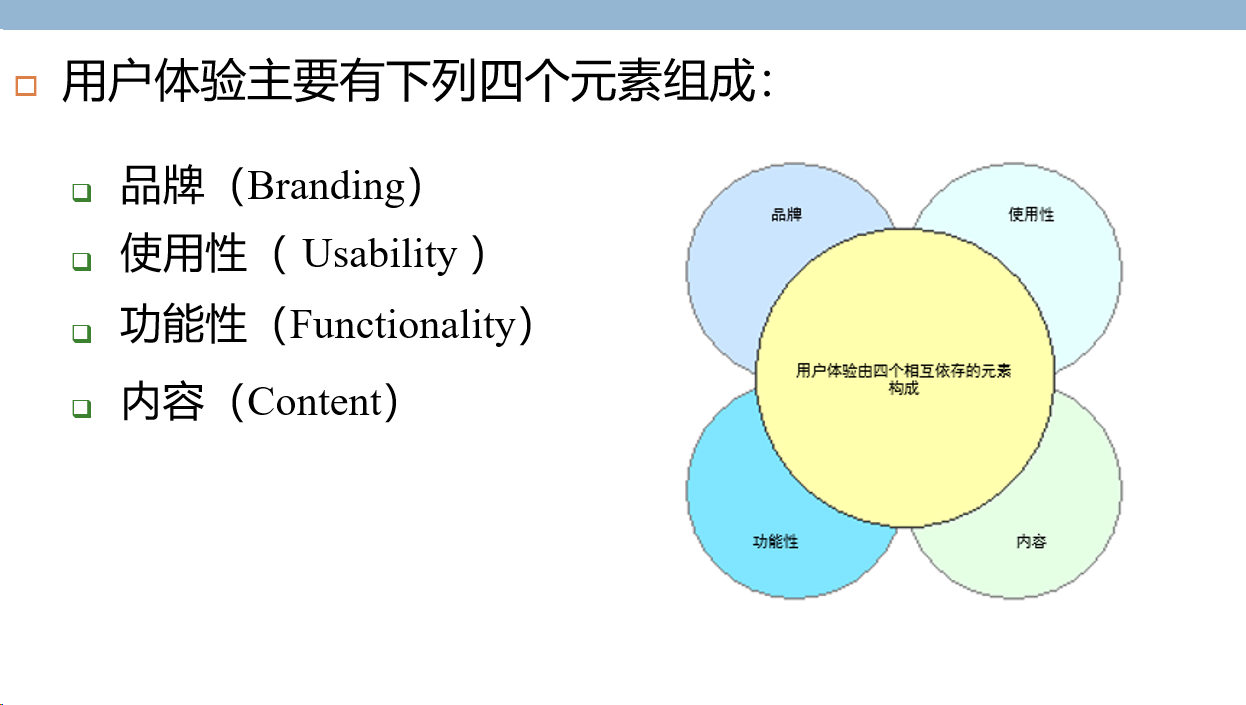 用户体验主要有下列四个元素组成：
品牌（Branding）
使用性（ Usability ）
功能性（Functionality）
内容（Content）
品牌
使用性
用户体验由四个相互依存的元素
构成
功能性
内容